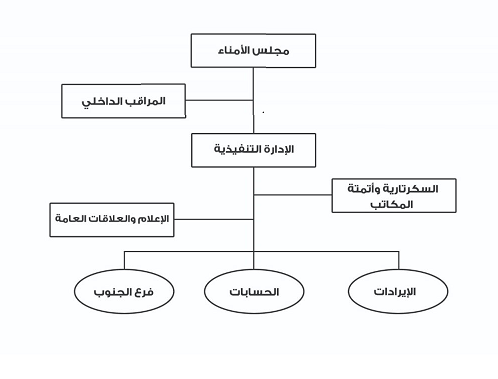 مجلس الأمناء
المراقب الداخلي
الإدارة التنفيذية
السكرتارية وأتمتة
المكاتب
الإعلام والعلاقات العامة
الإيرادات
الحسابات
فرع الجنوب